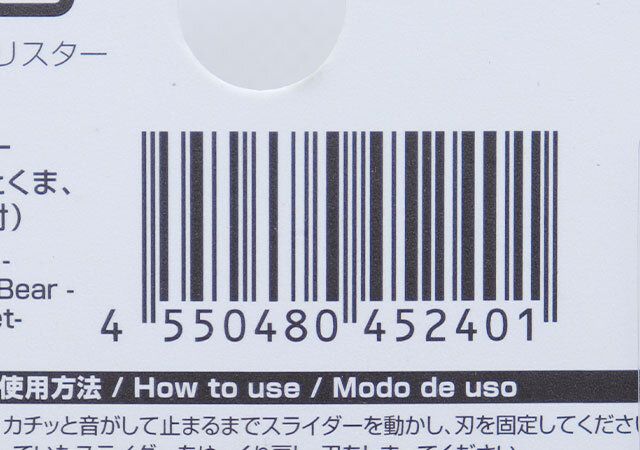 リスター
くま、
付）
Bear -
et-
4 550480 452401
使用方法 / How to use / Modo de uso
カチッと音がして止まるまでスライダーを動かし、刃を固定してくださ